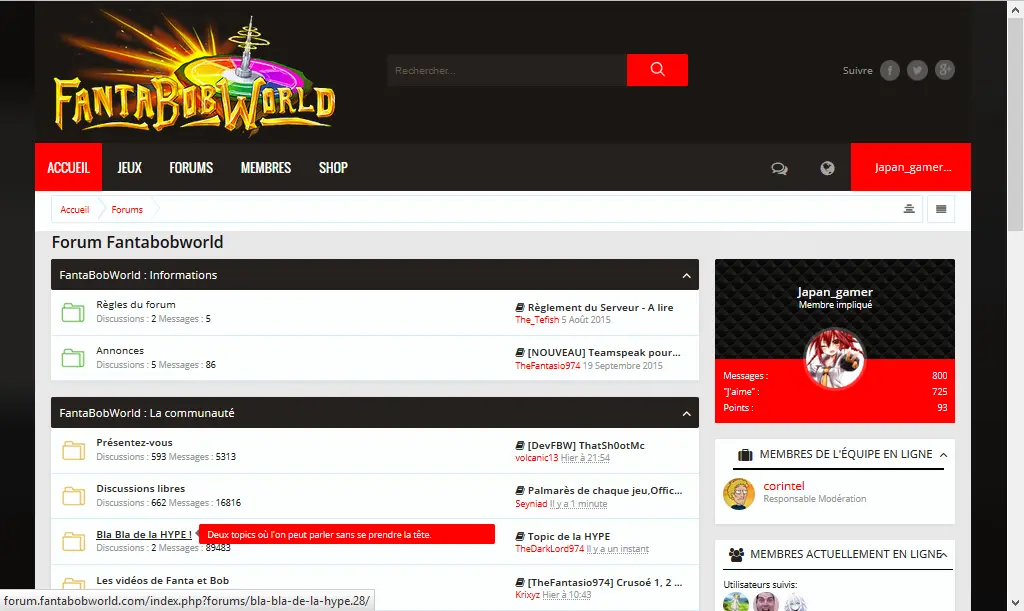 FANTABOBWORLD
Rechercher...
Suivre
ACCUEIL JEUX FORUMS MEMBRES SHOP
Japan_gamer...
Accueil Forums
Forum Fantabobworld
FantaBobWorld : Informations
Règles du forum
Discussions : 2 Messages : 5
Règlement du Serveur - A lire
The_Tefish 5 Août 2015
Annonces
Discussions : 5 Messages : 86
[NOUVEAU] Teamspeak pour...
TheFantasio974 19 Septembre 2015
FantaBobWorld : La communauté
Présentez-vous
Discussions : 593 Messages : 5313
[DevFBW] ThatSh0otMc
volcanic13 Hier à 21:54
Discussions libres
Discussions : 662 Messages : 16816
Palmarès de chaque jeu,Offic...
Seyniad Il y a 1 minute
Bla Bla de la HYPE !
Deux topics où l'on peut parler sans se prendre la tête.
Discussions : 2 Messages : 89483
Topic de la HYPE
TheDarkLord974 Il y a un instant
Les vidéos de Fanta et Bob
[TheFantasio974] Crusoé 1, 2 ...
Krixyz Hier à 10:43
Japan_gamer
Membre impliqué
Messages : 800
"J'aime" : 725
Points : 93
MEMBRES DE L'ÉQUIPE EN LIGNE
corintel
Responsable Modération
MEMBRES ACTUELLEMENT EN LIGNE
Utilisateurs suivis:
forum.fantabobworld.com/index.php?forums/bla-bla-de-la-hype.28/